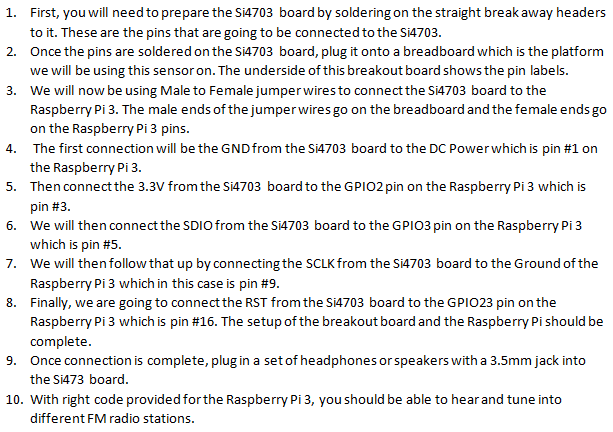 1. First, you will need to prepare the Si4703 board by soldering on the straight break away headers
to it. These are the pins that are going to be connected to the Si4703.
2. Once the pins are soldered on the Si4703 board, plug it onto a breadboard which is the platform
we will be using this sensor on. The underside of this breakout board shows the pin labels.
3. We will now be using Male to Female jumper wires to connect the Si4703 board to the
Raspberry Pi 3. The male ends of the jumper wires go on the breadboard and the female ends go
on the Raspberry Pi 3 pins.
4. The first connection will be the GND from the Si4703 board to the DC Power which is pin #1 on
the Raspberry Pi 3.
5. Then connect the 3.3V from the Si4703 board to the GPIO2 pin on the Raspberry Pi 3 which is
pin #3.
6. We will then connect the SDIO from the Si4703 board to the GPIO3 pin on the Raspberry Pi 3
which is pin #5.
7. We will then follow that up by connecting the SCLK from the Si4703 board to the Ground of the
Raspberry Pi 3 which in this case is pin #9.
8. Finally, we are going to connect the RST from the Si4703 board to the GPIO23 pin on the
Raspberry Pi 3 which is pin #16. The setup of the breakout board and the Raspberry Pi should be
complete.
9. Once connection is complete, plug in a set of headphones or speakers with a 3.5mm jack into
the Si473 board.
10. With right code provided for the Raspberry Pi 3, you should be able to hear and tune into
different FM radio stations.